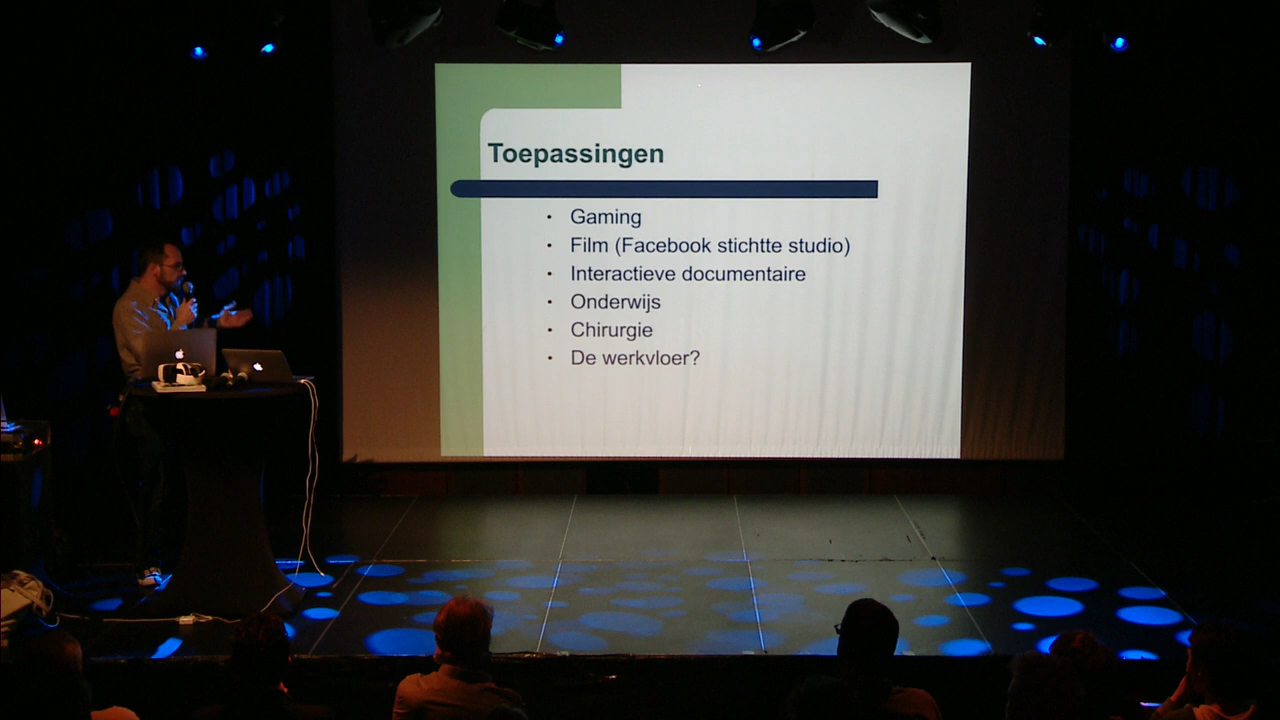 Toepassingen
Gaming
Film (Facebook stichtte studio)
Interactieve documentaire
Onderwijs
Chirurgie
De werkvloer?